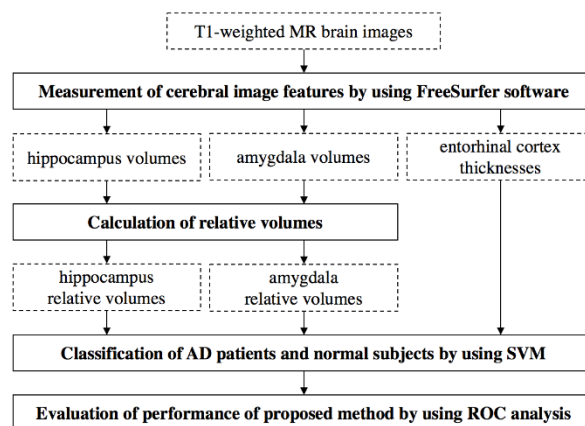 T1-weighted MR brain images
Measurement of cerebral image features by using FreeSurfer software
hippocampus volumes
amygdala volumes
entorhinal cortex
thicknesses
Calculation of relative volumes
hippocampus
relative volumes
amygdala
relative volumes
Classification of AD patients and normal subjects by using SVM
Evaluation of performance of proposed method by using ROC analysis